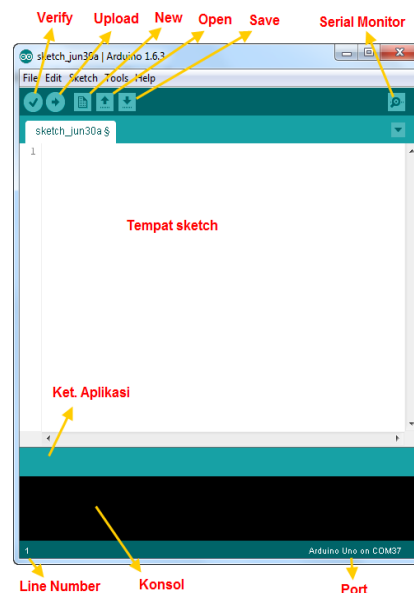 Verify Upload New Open Save Serial Monitor
sketch_jun30a | Arduino 1.6.3
File Edit Sketch Tools Help
sketch_jun30a §
1
Tempat sketch
Ket. Aplikasi
1 Arduino Uno on COM37
Line Number Konsol Port